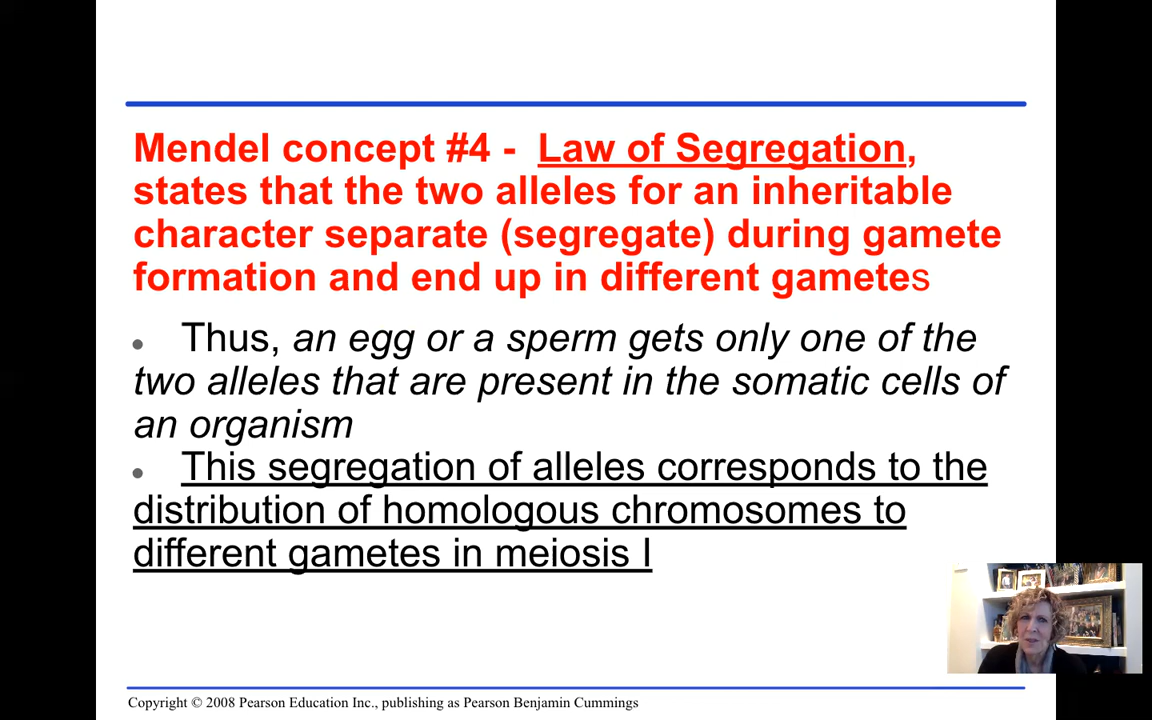 Mendel concept #4 - Law of Segregation,
states that the two alleles for an inheritable
character separate (segregate) during gamete
formation and end up in different gametes
• Thus, an egg or a sperm gets only one of the
two alleles that are present in the somatic cells of
an organism
• This segregation of alleles corresponds to the
distribution of homologous chromosomes to
different gametes in meiosis I
Copyright © 2008 Pearson Education Inc., publishing as Pearson Benjamin Cummings